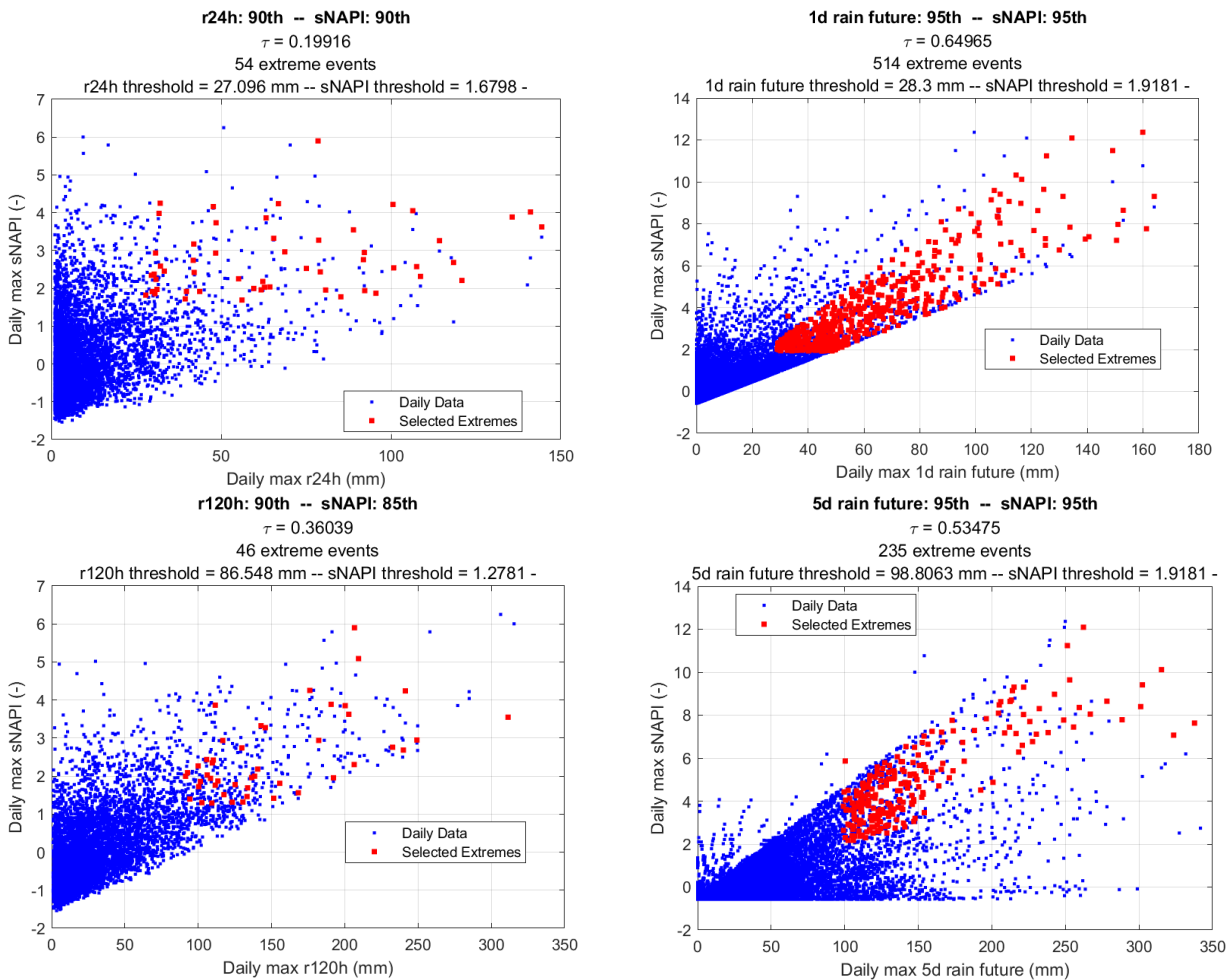 r24h: 90th -- sNAPI: 90th
τ = 0.19916
54 extreme events
r24h threshold = 27.096 mm -- sNAPI threshold = 1.6798 -
7
6
5
4
3
2
1
0
-1
-2
Daily max sNAPI (-)
Daily Data
Selected Extremes
0
50
100
150
Daily max r24h (mm)
1d rain future: 95th -- sNAPI: 95th
τ = 0.64965
514 extreme events
1d rain future threshold = 28.3 mm -- sNAPI threshold = 1.9181 -
14
12
10
8
6
4
2
0
-2
Daily max sNAPI (-)
Daily Data
Selected Extremes
0
20
40
60
80
100
120
140
160
180
Daily max 1d rain future (mm)
r120h: 90th -- sNAPI: 85th
τ = 0.36039
46 extreme events
r120h threshold = 86.548 mm -- sNAPI threshold = 1.2781 -
7
6
5
4
3
2
1
0
-1
-2
Daily max sNAPI (-)
Daily Data
Selected Extremes
0
50
100
150
200
250
300
350
Daily max r120h (mm)
5d rain future: 95th -- sNAPI: 95th
τ = 0.53475
235 extreme events
5d rain future threshold = 98.8063 mm -- sNAPI threshold = 1.9181 -
14
12
10
8
6
4
2
0
-2
Daily max sNAPI (-)
Daily Data
Selected Extremes
0
50
100
150
200
250
300
350
Daily max 5d rain future (mm)